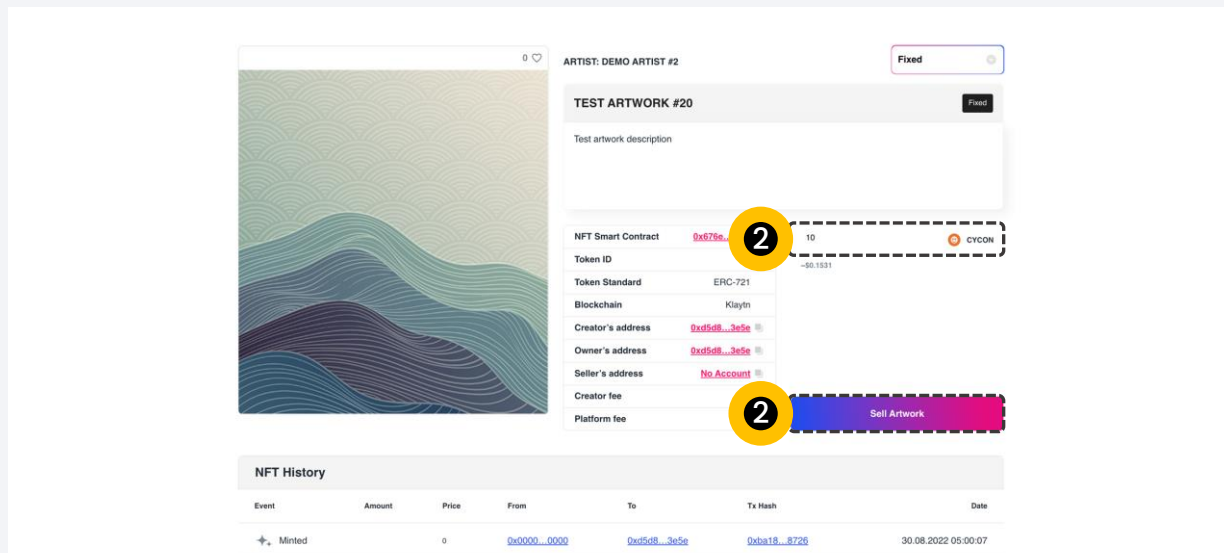 0
ARTIST: DEMO ARTIST #2
Fixed
TEST ARTWORK #20
Fixed
Test artwork description
NFT Smart Contract 0x676e..
2
10 CYCON
~$0.1531
Token ID
Token Standard ERC-721
Blockchain Klaytn
Creator's address 0xd5d8...3e5e
Owner's address 0xd5d8...3e5e
Seller's address No Account
Creator fee
Platform fee
2
Sell Artwork
NFT History
Event Amount Price From To Tx Hash Date
Minted 0 0x0000...0000 0xd5d8...3e5e 0xba18...8726 30.08.2022 05:00:07